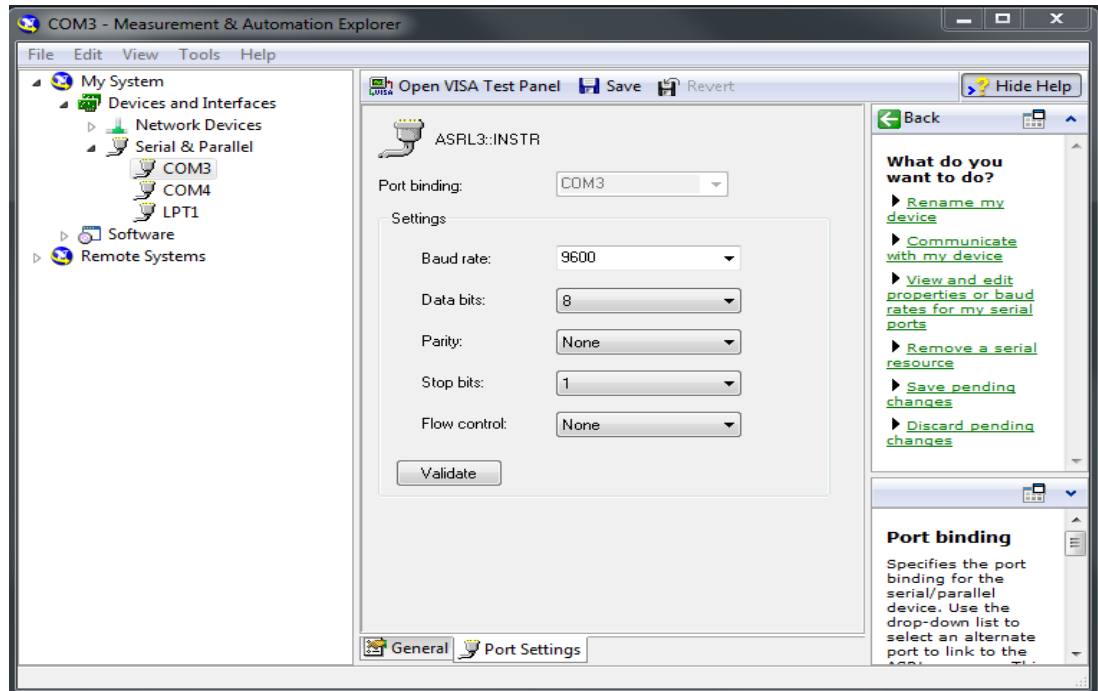 COM3 - Measurement & Automation Explorer
File Edit View Tools Help
My System
Devices and Interfaces
Network Devices
Serial & Parallel
COM3
COM4
LPT1
Software
Remote Systems
Open VISA Test Panel Save Revert
Hide Help
ASRL3::INSTR
Port binding: COM3
Settings
Baud rate: 9600
Data bits: 8
Parity: None
Stop bits: 1
Flow control: None
Validate
General Port Settings
Back
What do you
want to do?
Rename my
device
Communicate
with my device
View and edit
properties or baud
rates for my serial
ports
Remove a serial
resource
Save pending
changes
Discard pending
changes
Port binding
Specifies the port
binding for the
serial/parallel
device. Use the
drop-down list to
select an alternate
port to link to the